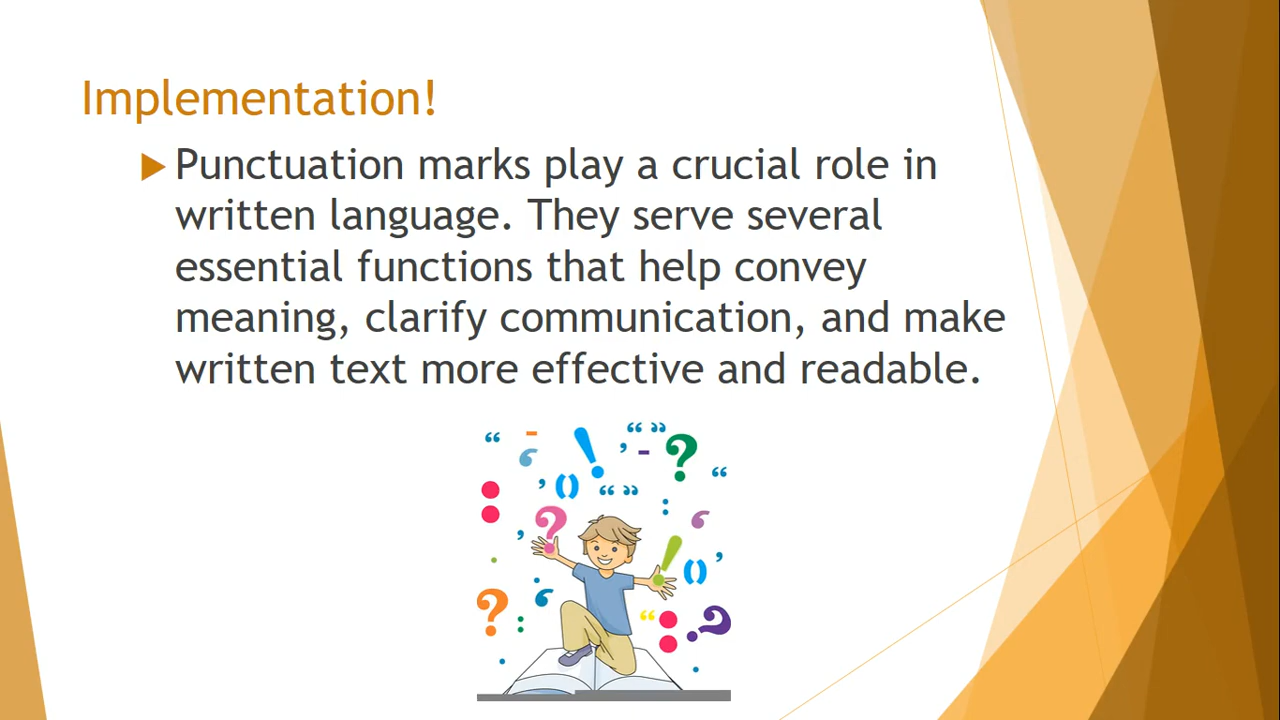 Implementation!
Punctuation marks play a crucial role in
written language. They serve several
essential functions that help convey
meaning, clarify communication, and make
written text more effective and readable.